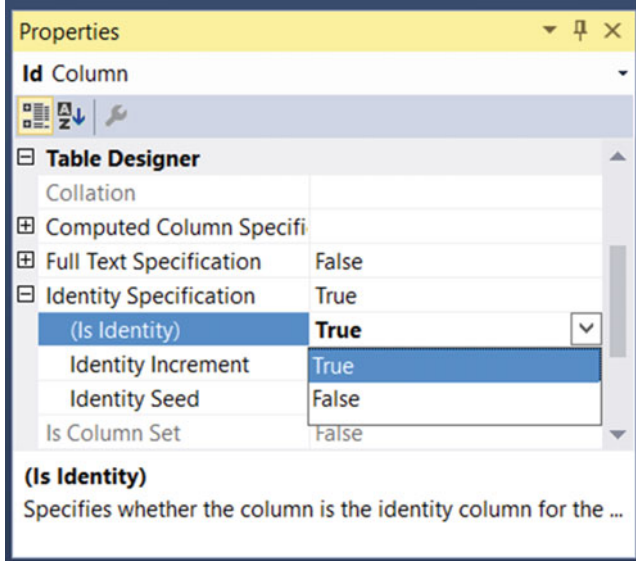 Properties
Id Column
Table Designer
Collation
Computed Column Specifi
Full Text Specification False
Identity Specification True
(Is Identity) True
Identity Increment True
Identity Seed False
Is Column Set False
(Is Identity)
Specifies whether the column is the identity column for the ...